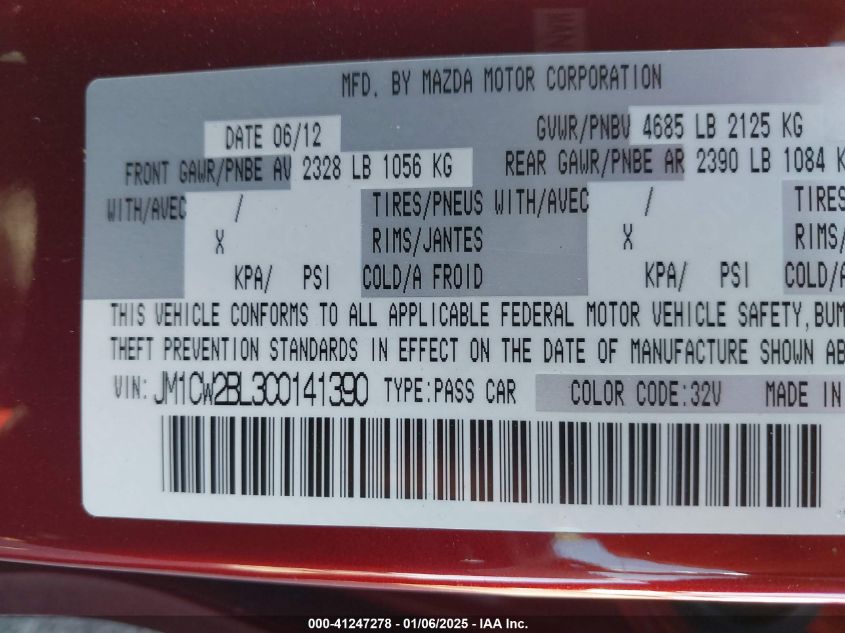 MFD. BY MAZDA MOTOR CORPORATION
DATE 06/12 GVWR/PNBV 4685 LB 2125 KG
FRONT GAWR/PNBE AV 2328 LB 1056 KG REAR GAWR/PNBE AR 2390 LB 1084 K
WITH/AVEC / TIRES/PNEUS WITH/AVEC / TIRES
X RIMS/JANTES X RIMS/
KPA/ PSI COLD/A FROID KPA/ PSI COLD/A
THIS VEHICLE CONFORMS TO ALL APPLICABLE FEDERAL MOTOR VEHICLE SAFETY, BUM
THEFT PREVENTION STANDARDS IN EFFECT ON THE DATE OF MANUFACTURE SHOWN AB
VIN: JM1CW2BL3C0141390 TYPE:PASS CAR COLOR CODE:32V MADE IN
000-41247278 - 01/06/2025 - IAA Inc.